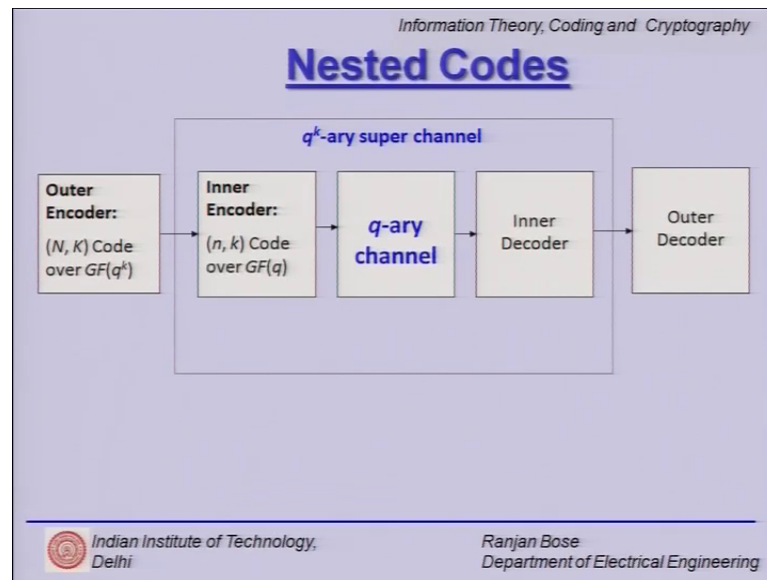 Information Theory, Coding and Cryptography
Nested Codes
q^k-ary super channel
Outer
Encoder:
(N, K) Code
over GF(q^k)
Inner
Encoder:
(n, k) Code
over GF(q)
q-ary
channel
Inner
Decoder
Outer
Decoder
Indian Institute of Technology,
Delhi
Ranjan Bose
Department of Electrical Engineering